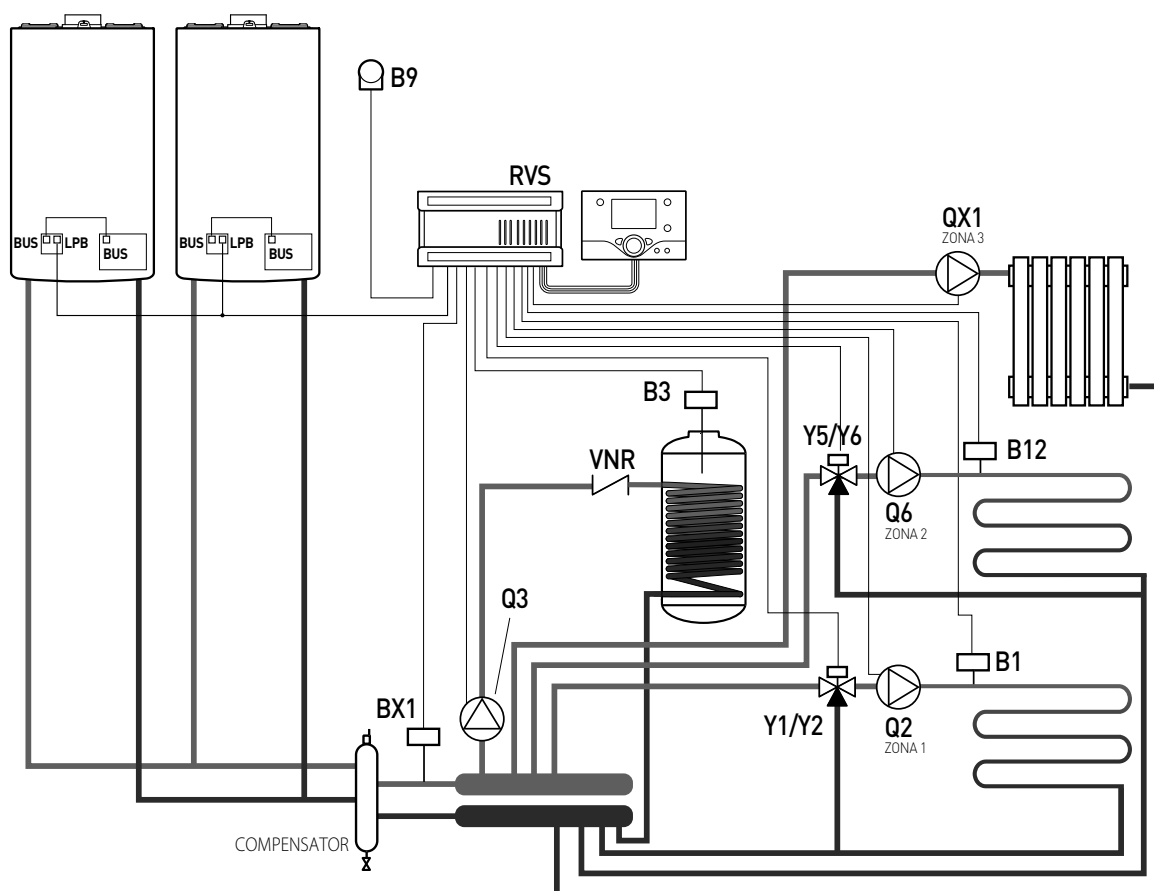 B9
RVS
QX1
ZONA 3
BUS LPB
BUS
BUS LPB
BUS
B3
Y5/Y6
B12
VNR
Q6
ZONA 2
Q3
B1
BX1
Y1/Y2
Q2
ZONA 1
COMPENSATOR